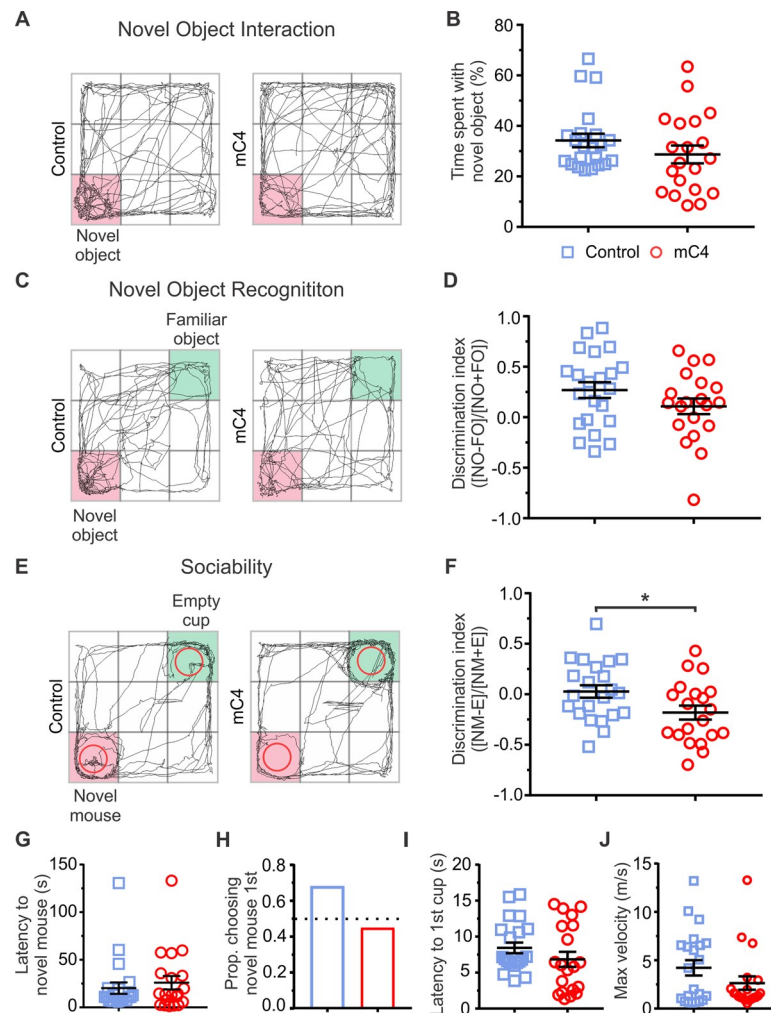 A
Novel Object Interaction
Control
mC4
Novel
object
B
Time spent with
novel object (%)
80
60
40
20
0
Control
mC4
C
Novel Object Recognititon
Familiar
object
Control
mC4
Novel
object
D
Discrimination index
([NO-FO]/[NO+FO])
1.0
0.5
0.0
-0.5
-1.0
E
Sociability
Empty
cup
Control
mC4
Novel
mouse
F
Discrimination index
([NM-E]/[NM+E])
1.0
0.5
0.0
-0.5
-1.0
*
G
Latency to
novel mouse (s)
150
100
50
0
H
Prop. choosing
novel mouse 1st
0.8
0.6
0.4
0.2
0.0
I
Latency to 1st cup (s)
20
15
10
5
0
J
Max velocity (m/s)
15
10
5
0